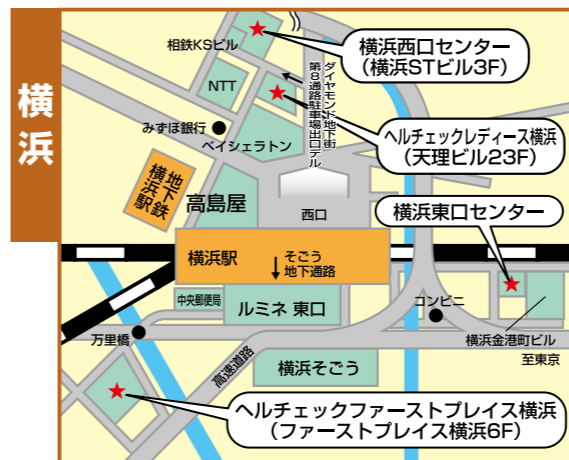 横浜
相鉄KSビル
横浜西口センター
(横浜STビル3F)
ダイヤモンド地下街
第8通路駐車場出口デル
NTT
みずほ銀行
ベイシェラトン
ヘルチェックレディース横浜
(天理ビル23F)
地下鉄
横浜駅
高島屋
西口
横浜東口センター
横浜駅
そごう
地下通路
中央郵便局
ルミネ 東口
コンビニ
万里橋
横浜金港町ビル
至東京
高速道路
横浜そごう
ヘルチェックファーストプレイス横浜
(ファーストプレイス横浜6F)